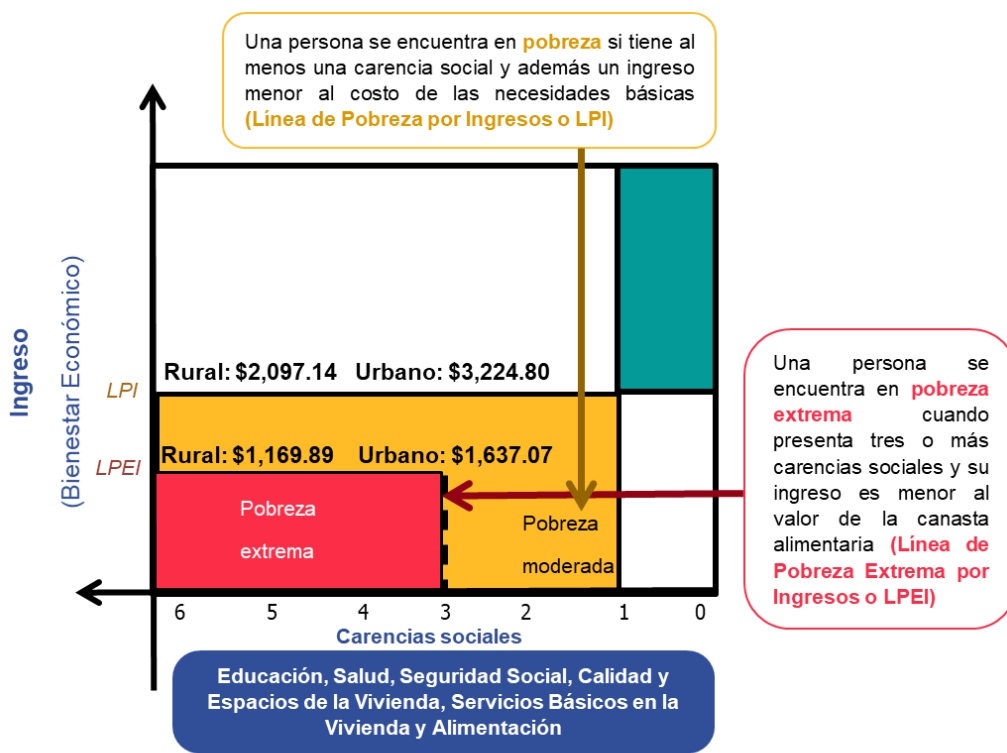 Una persona se encuentra en pobreza si tiene al
menos una carencia social y además un ingreso
menor al costo de las necesidades básicas
(Línea de Pobreza por Ingresos o LPI)
Ingreso
(Bienestar Económico)
Rural: $2,097.14 Urbano: $3,224.80
LPI
Rural: $1,169.89 Urbano: $1,637.07
LPEI
Pobreza
extrema
Pobreza
moderada
Una persona se
encuentra en pobreza
extrema cuando
presenta tres o más
carencias sociales y su
ingreso es menor al
valor de la canasta
alimentaria (Línea de
Pobreza Extrema por
Ingresos o LPEI)
6 5 4 3 2 1 0
Carencias sociales
Educación, Salud, Seguridad Social, Calidad y
Espacios de la Vivienda, Servicios Básicos en la
Vivienda y Alimentación